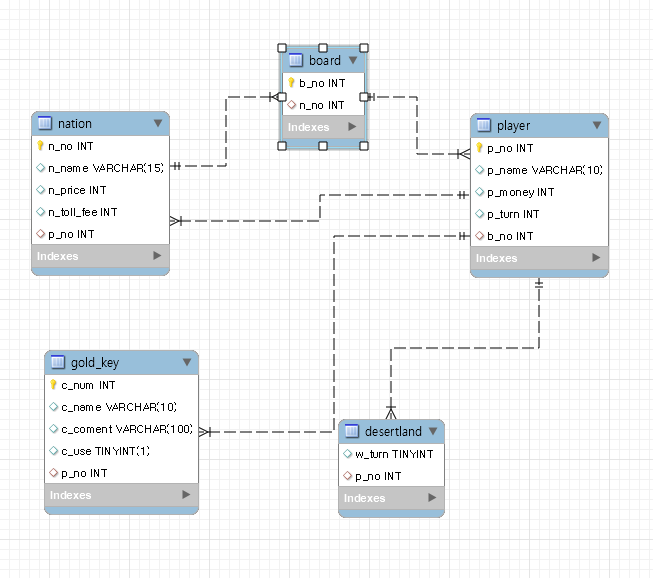 board
b_no INT
n_no INT
Indexes
nation
n_no INT
n_name VARCHAR(15)
n_price INT
n_toll_fee INT
p_no INT
Indexes
player
p_no INT
p_name VARCHAR(10)
p_money INT
p_turn INT
b_no INT
Indexes
gold_key
c_num INT
c_name VARCHAR(10)
c_coment VARCHAR(100)
c_use TINYINT(1)
p_no INT
Indexes
desertland
w_turn TINYINT
p_no INT
Indexes